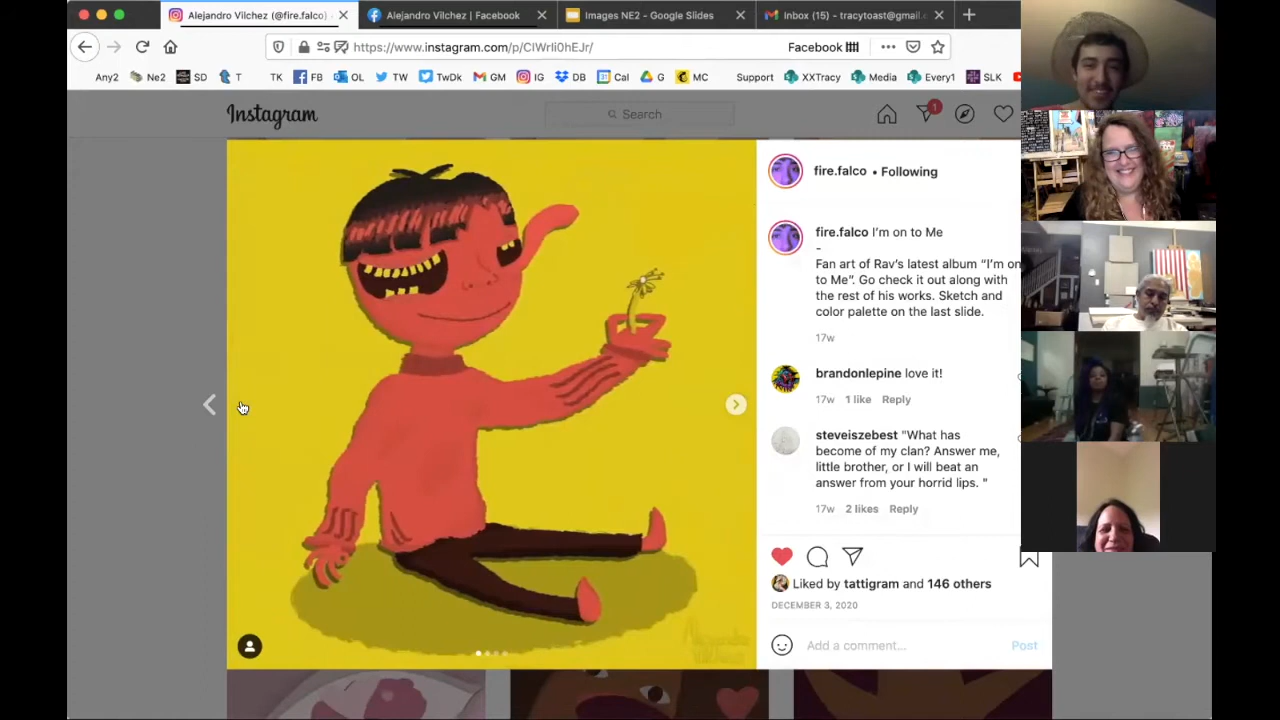 Alejandro Vilchez (@fire.falco)
Alejandro Vilchez | Facebook
Images NE2 - Google Slides
Inbox (15) - tracytoast@gmail.c
https://www.instagram.com/p/CIWrIi0hEJr/
Facebook
Any2
Ne2
SD
T
TK
FB
OL
TW
TwDk
GM
IG
DB
Cal
G
MC
Support
XXTracy
Media
Every1
SLK
Instagram
Search
1
fire.falco • Following
fire.falco I'm on to Me
-
Fan art of Rav's latest album "I'm on
to Me". Go check it out along with
the rest of his works. Sketch and
color palette on the last slide.
17w
brandonlepine love it!
17w 1 like Reply
steveiszebest "What has
become of my clan? Answer me,
little brother, or I will beat an
answer from your horrid lips. "
17w 2 likes Reply
Liked by tattigram and 146 others
DECEMBER 3, 2020
Add a comment...
Post